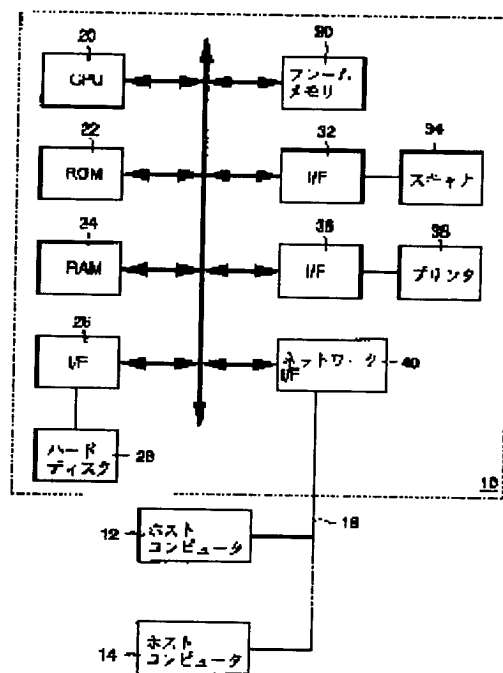 20
CPU
30
フレーム
メモリ
22
ROM
32
I/F
34
スキャナ
24
RAM
36
I/F
38
プリンタ
26
I/F
ネットワーク
I/F
40
ハード
ディスク
28
10
18
12
ホスト
コンピュータ
14
ホスト
コンピュータ